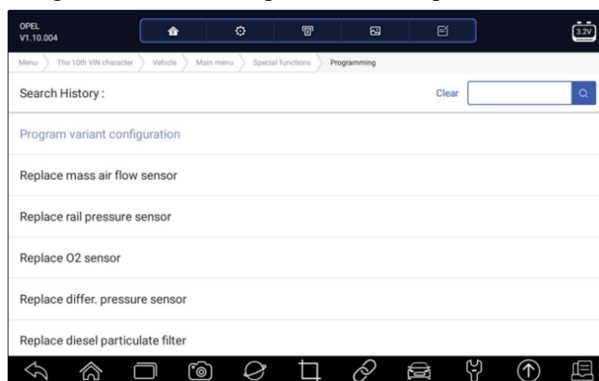 OPEL
V1.10.004
3.2V
Menu
The 10th VIN character
Vehicle
Main menu
Special functions
Programming
Search History :
Clear
Program variant configuration
Replace mass air flow sensor
Replace rail pressure sensor
Replace O2 sensor
Replace differ. pressure sensor
Replace diesel particulate filter